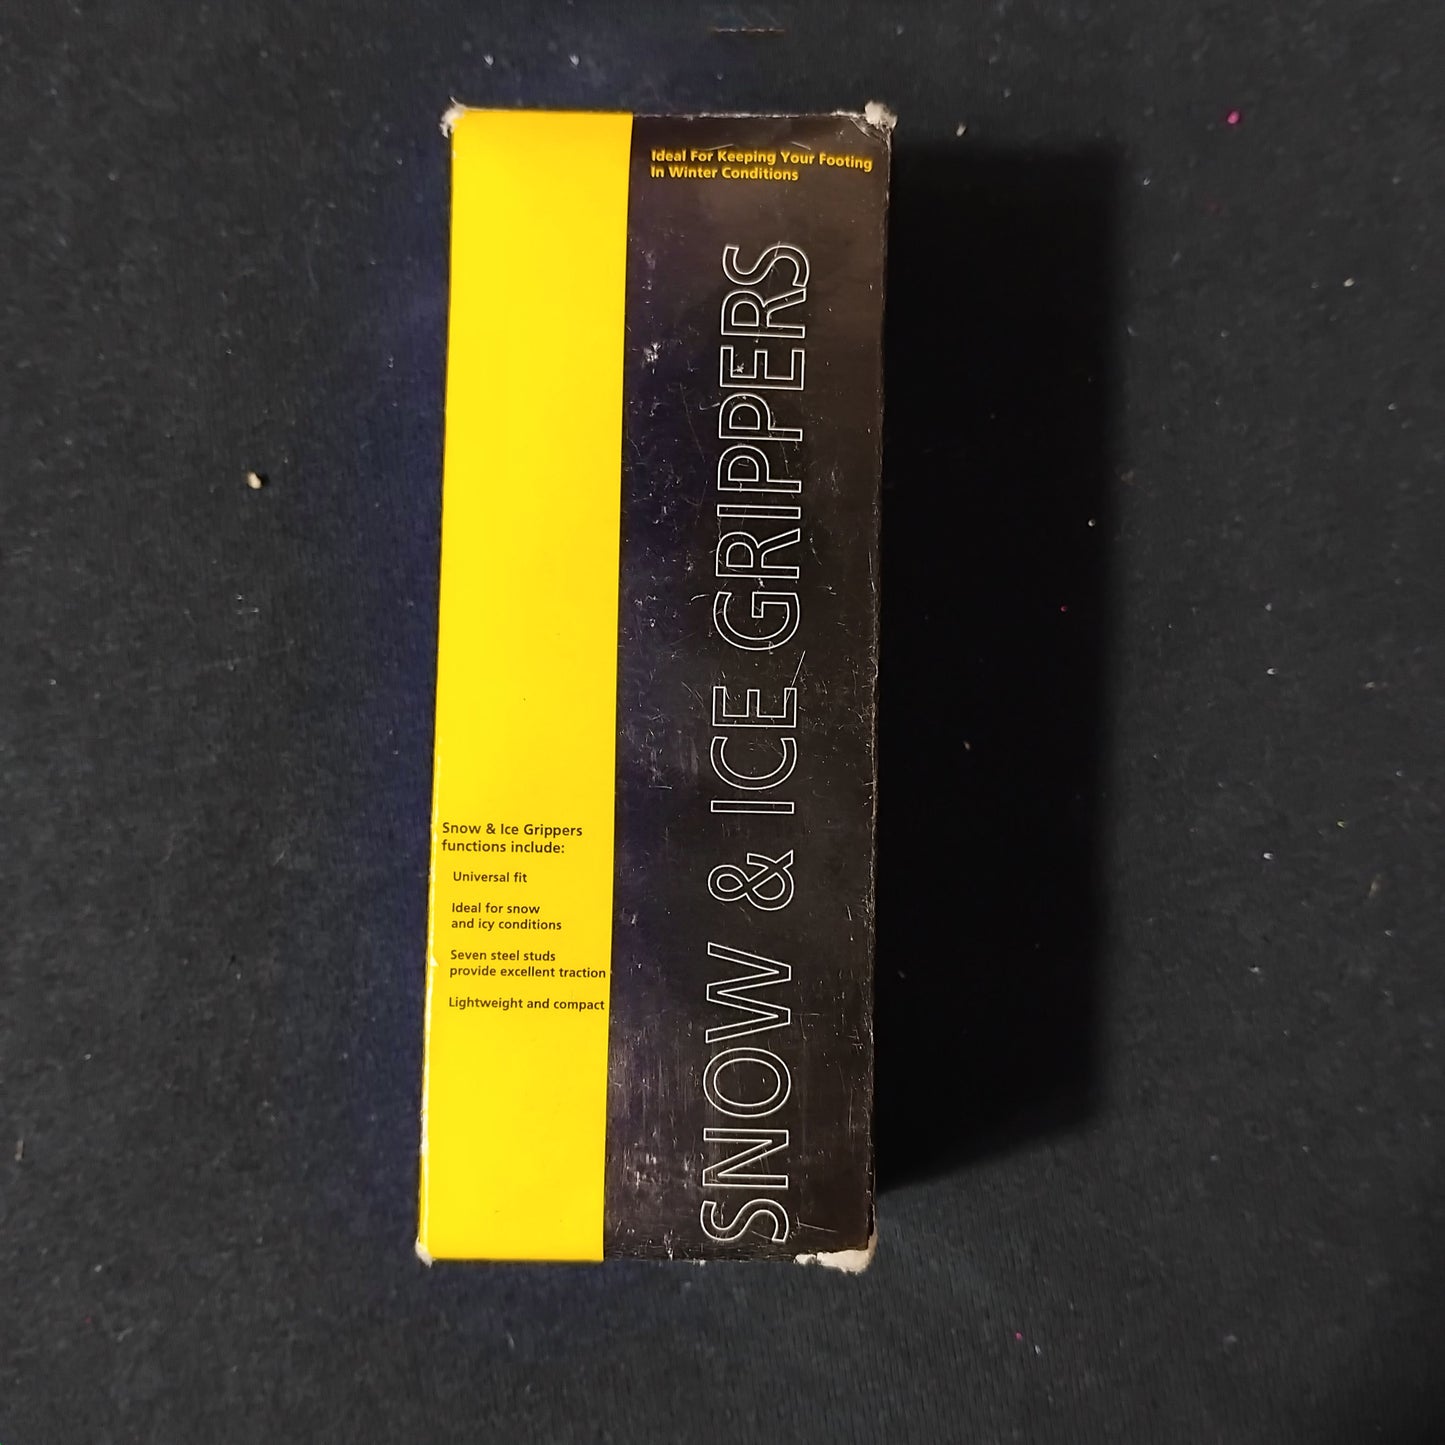 Ideal For Keeping Your Footing
In Winter Conditions
SNOW & ICE GRIPPERS
Snow & Ice Grippers
functions include:
Universal fit
Ideal for snow
and icy conditions
Seven steel studs
provide excellent traction
Lightweight and compact